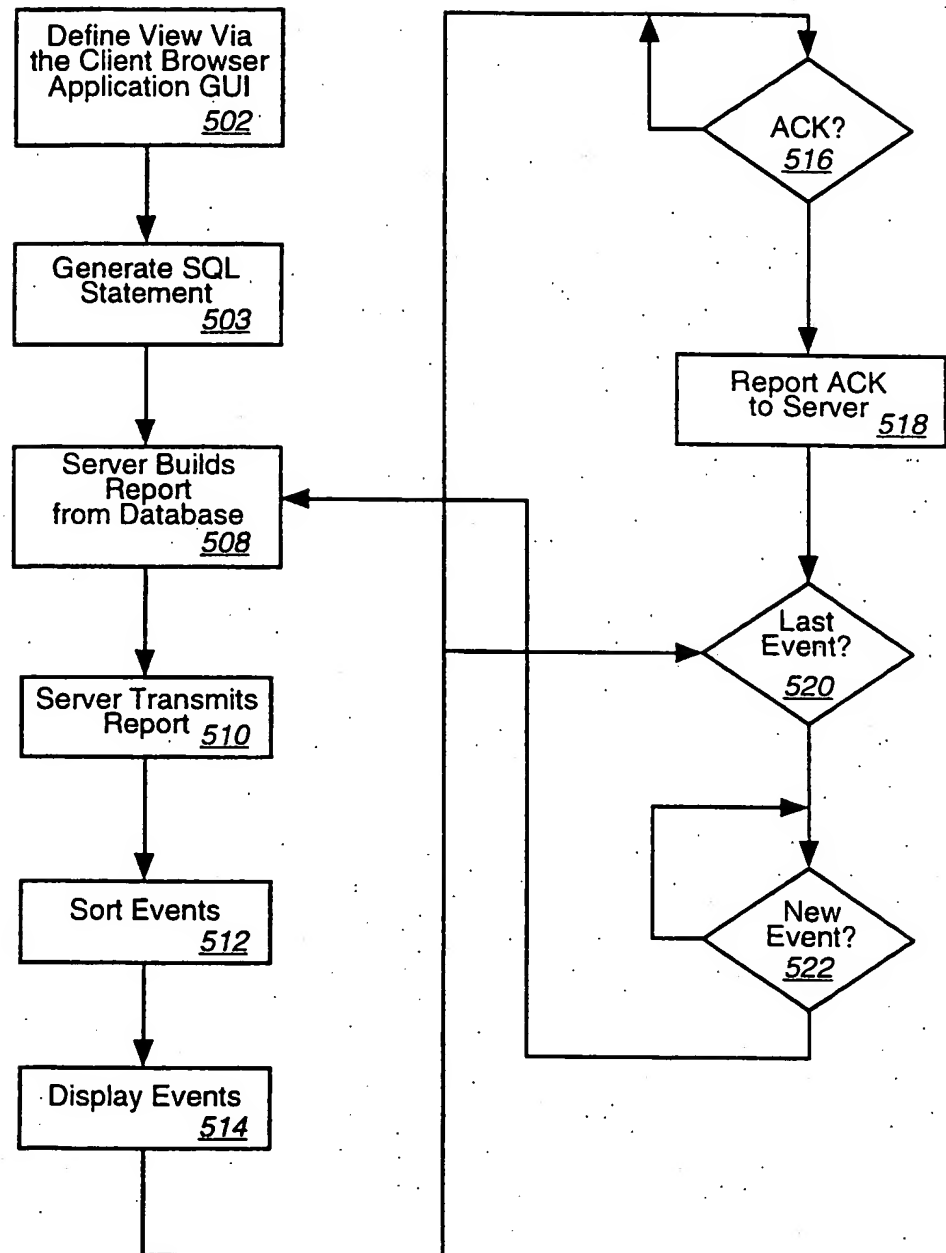 Define View Via
the Client Browser
Application GUI
502
Generate SQL
Statement
503
Server Builds
Report
from Database
508
Server Transmits
Report
510
Sort Events
512
Display Events
514
ACK?
516
Report ACK
to Server
518
Last
Event?
520
New
Event?
522